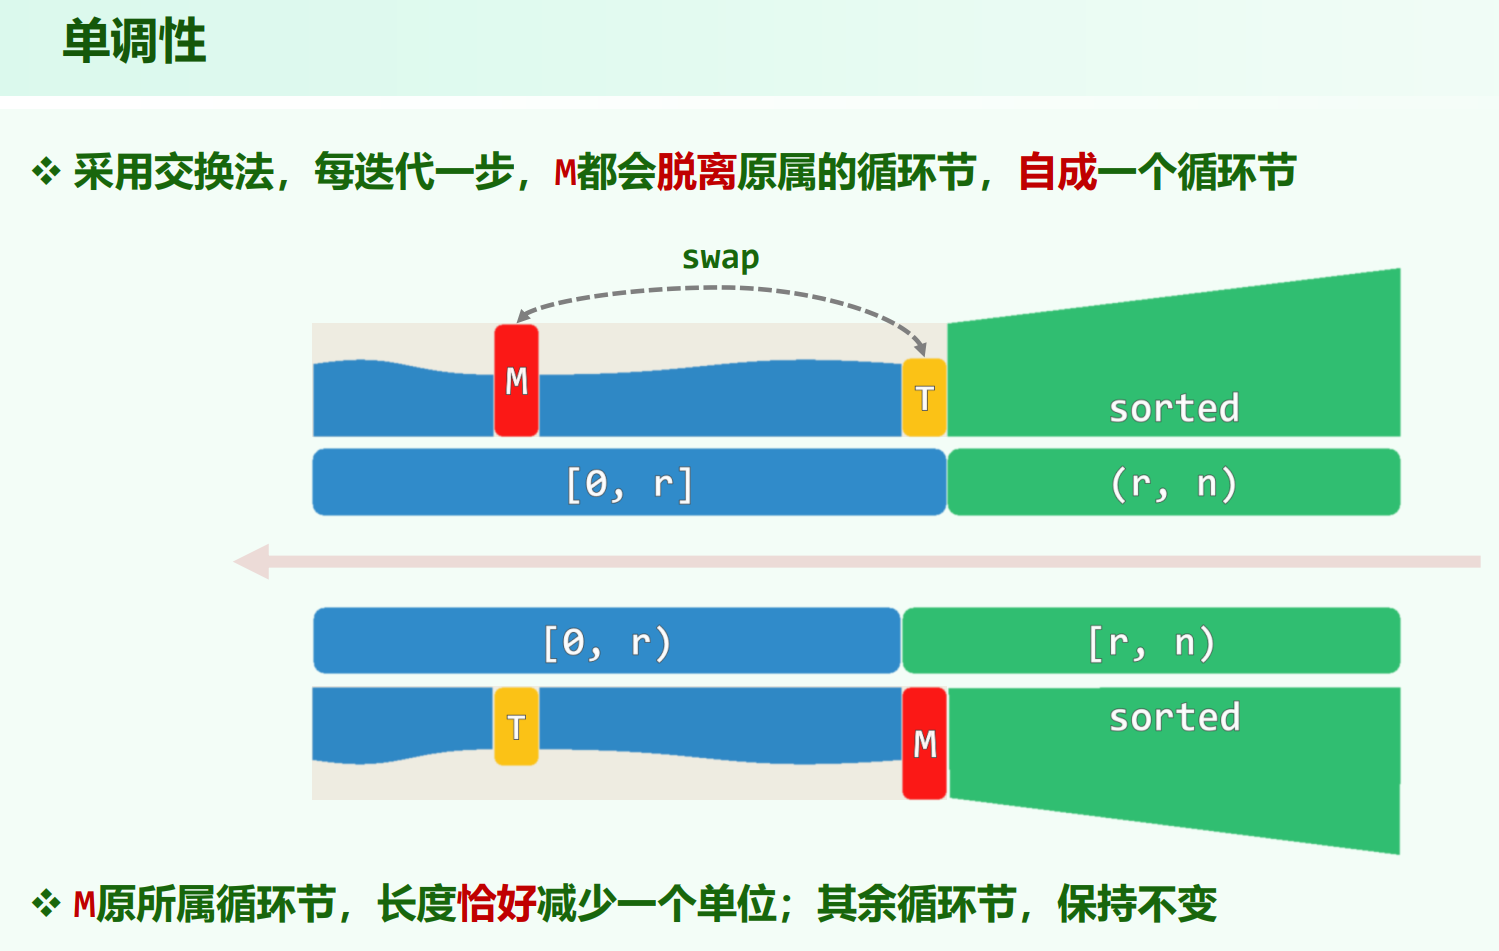 单调性
❖ 采用交换法，每迭代一步，M都会脱离原属的循环节，自成一个循环节
swap
M
T
sorted
[0, r]
(r, n)
[0, r)
[r, n)
T
M
sorted
❖ M原所属循环节，长度恰好减少一个单位；其余循环节，保持不变